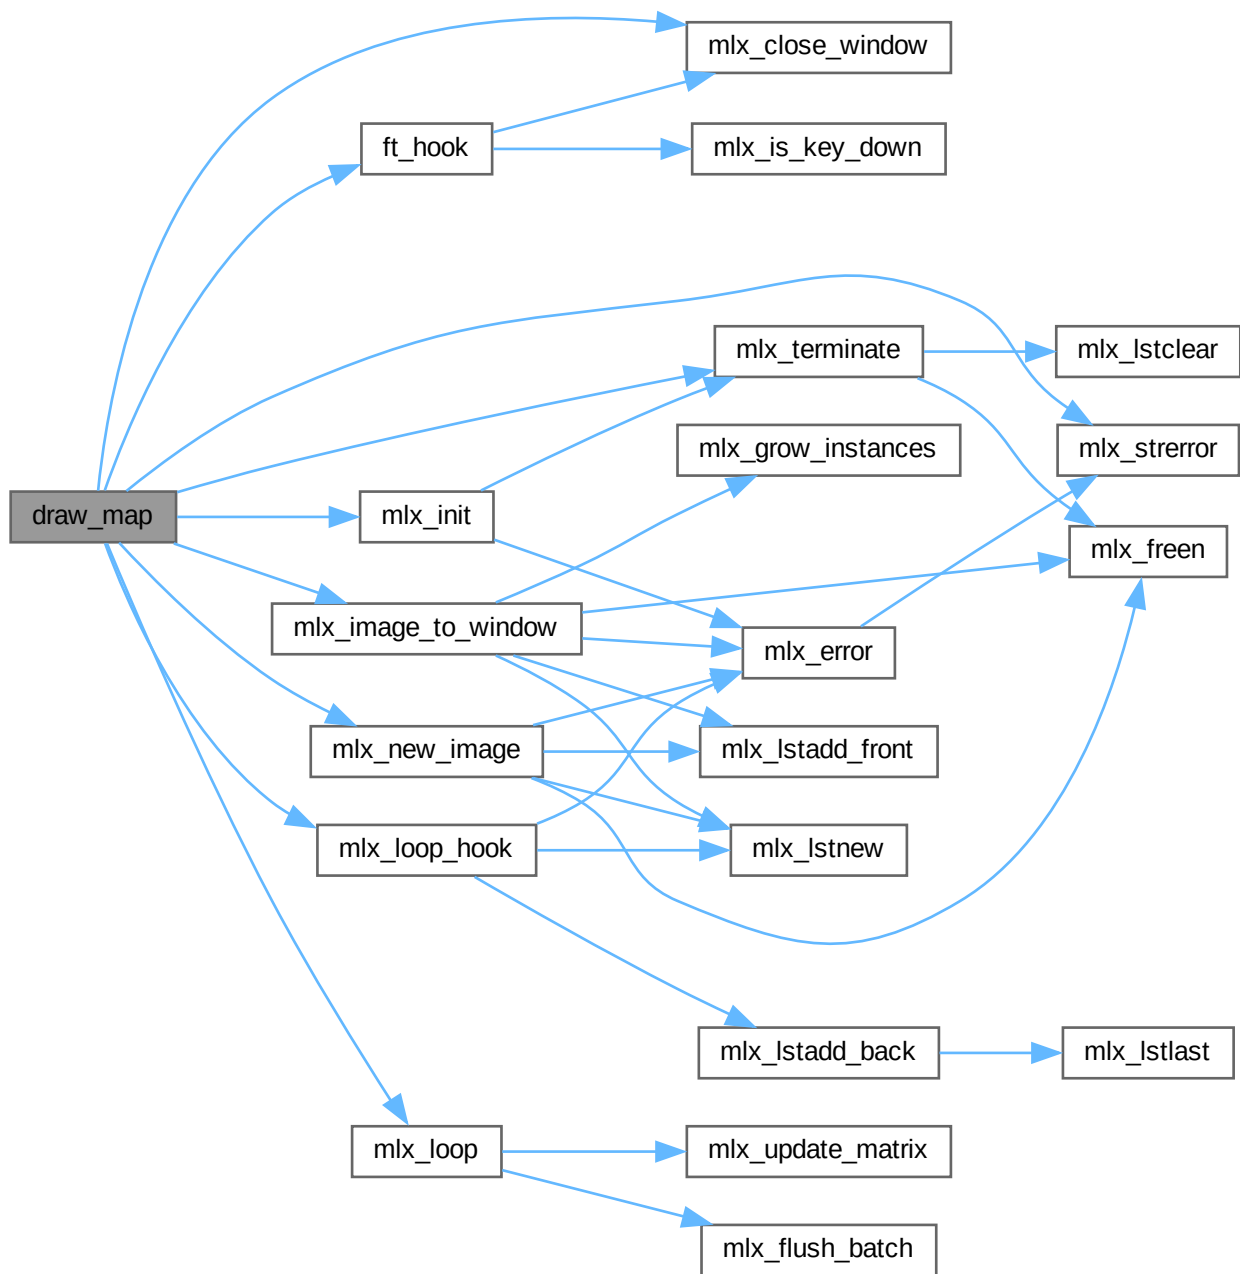 mlx_close_window
ft_hook
mlx_is_key_down
mlx_terminate
mlx_lstclear
mlx_grow_instances
mlx_strerror
draw_map
mlx_init
mlx_freen
mlx_image_to_window
mlx_error
mlx_new_image
mlx_lstadd_front
mlx_loop_hook
mlx_lstnew
mlx_lstadd_back
mlx_lstlast
mlx_loop
mlx_update_matrix
mlx_flush_batch